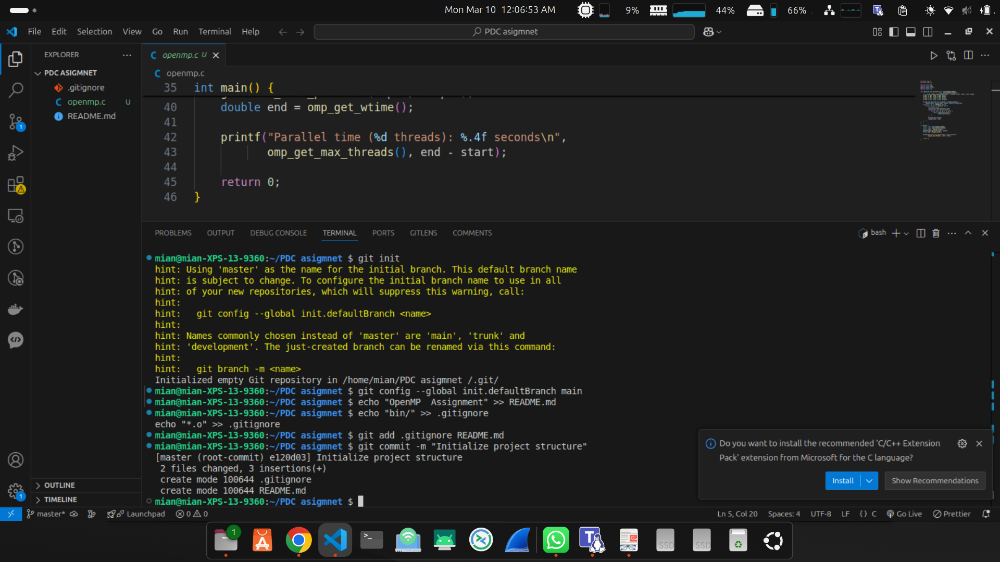 Mon Mar 10 12:06:53 AM
9%
44%
66%
File Edit Selection View Go Run Terminal Help
PDC asigmnet
EXPLORER
PDC ASIGMNET
.gitignore
openmp.c U
README.md
OUTLINE
TIMELINE
openmp.c U
openmp.c
35 int main() {
40 double end = omp_get_wtime();
41
42 printf("Parallel time (%d threads): %.4f seconds\n",
43 omp_get_max_threads(), end - start);
44
45 return 0;
46 }
PROBLEMS OUTPUT DEBUG CONSOLE TERMINAL PORTS GITLENS COMMENTS
bash
mian@mian-XPS-13-9360:~/PDC asigmnet $ git init
hint: Using 'master' as the name for the initial branch. This default branch name
hint: is subject to change. To configure the initial branch name to use in all
hint: of your new repositories, which will suppress this warning, call:
hint:
hint:   git config --global init.defaultBranch <name>
hint:
hint: Names commonly chosen instead of 'master' are 'main', 'trunk' and
hint: 'development'. The just-created branch can be renamed via this command:
hint:
hint:   git branch -m <name>
Initialized empty Git repository in /home/mian/PDC asigmnet /.git/
mian@mian-XPS-13-9360:~/PDC asigmnet $ git config --global init.defaultBranch main
mian@mian-XPS-13-9360:~/PDC asigmnet $ echo "OpenMP  Assignment" >> README.md
mian@mian-XPS-13-9360:~/PDC asigmnet $ echo "bin/" >> .gitignore
echo "*.o" >> .gitignore
mian@mian-XPS-13-9360:~/PDC asigmnet $ git add .gitignore README.md
mian@mian-XPS-13-9360:~/PDC asigmnet $ git commit -m "Initialize project structure"
[master (root-commit) e120d03] Initialize project structure
 2 files changed, 3 insertions(+)
 create mode 100644 .gitignore
 create mode 100644 README.md
mian@mian-XPS-13-9360:~/PDC asigmnet $
Do you want to install the recommended 'C/C++ Extension
Pack' extension from Microsoft for the C language?
Install
Show Recommendations
1
1
master*
Launchpad
0
0
Ln 5, Col 20
Spaces: 4
UTF-8
LF
{} C
Go Live
Prettier
1
SSD
SSD